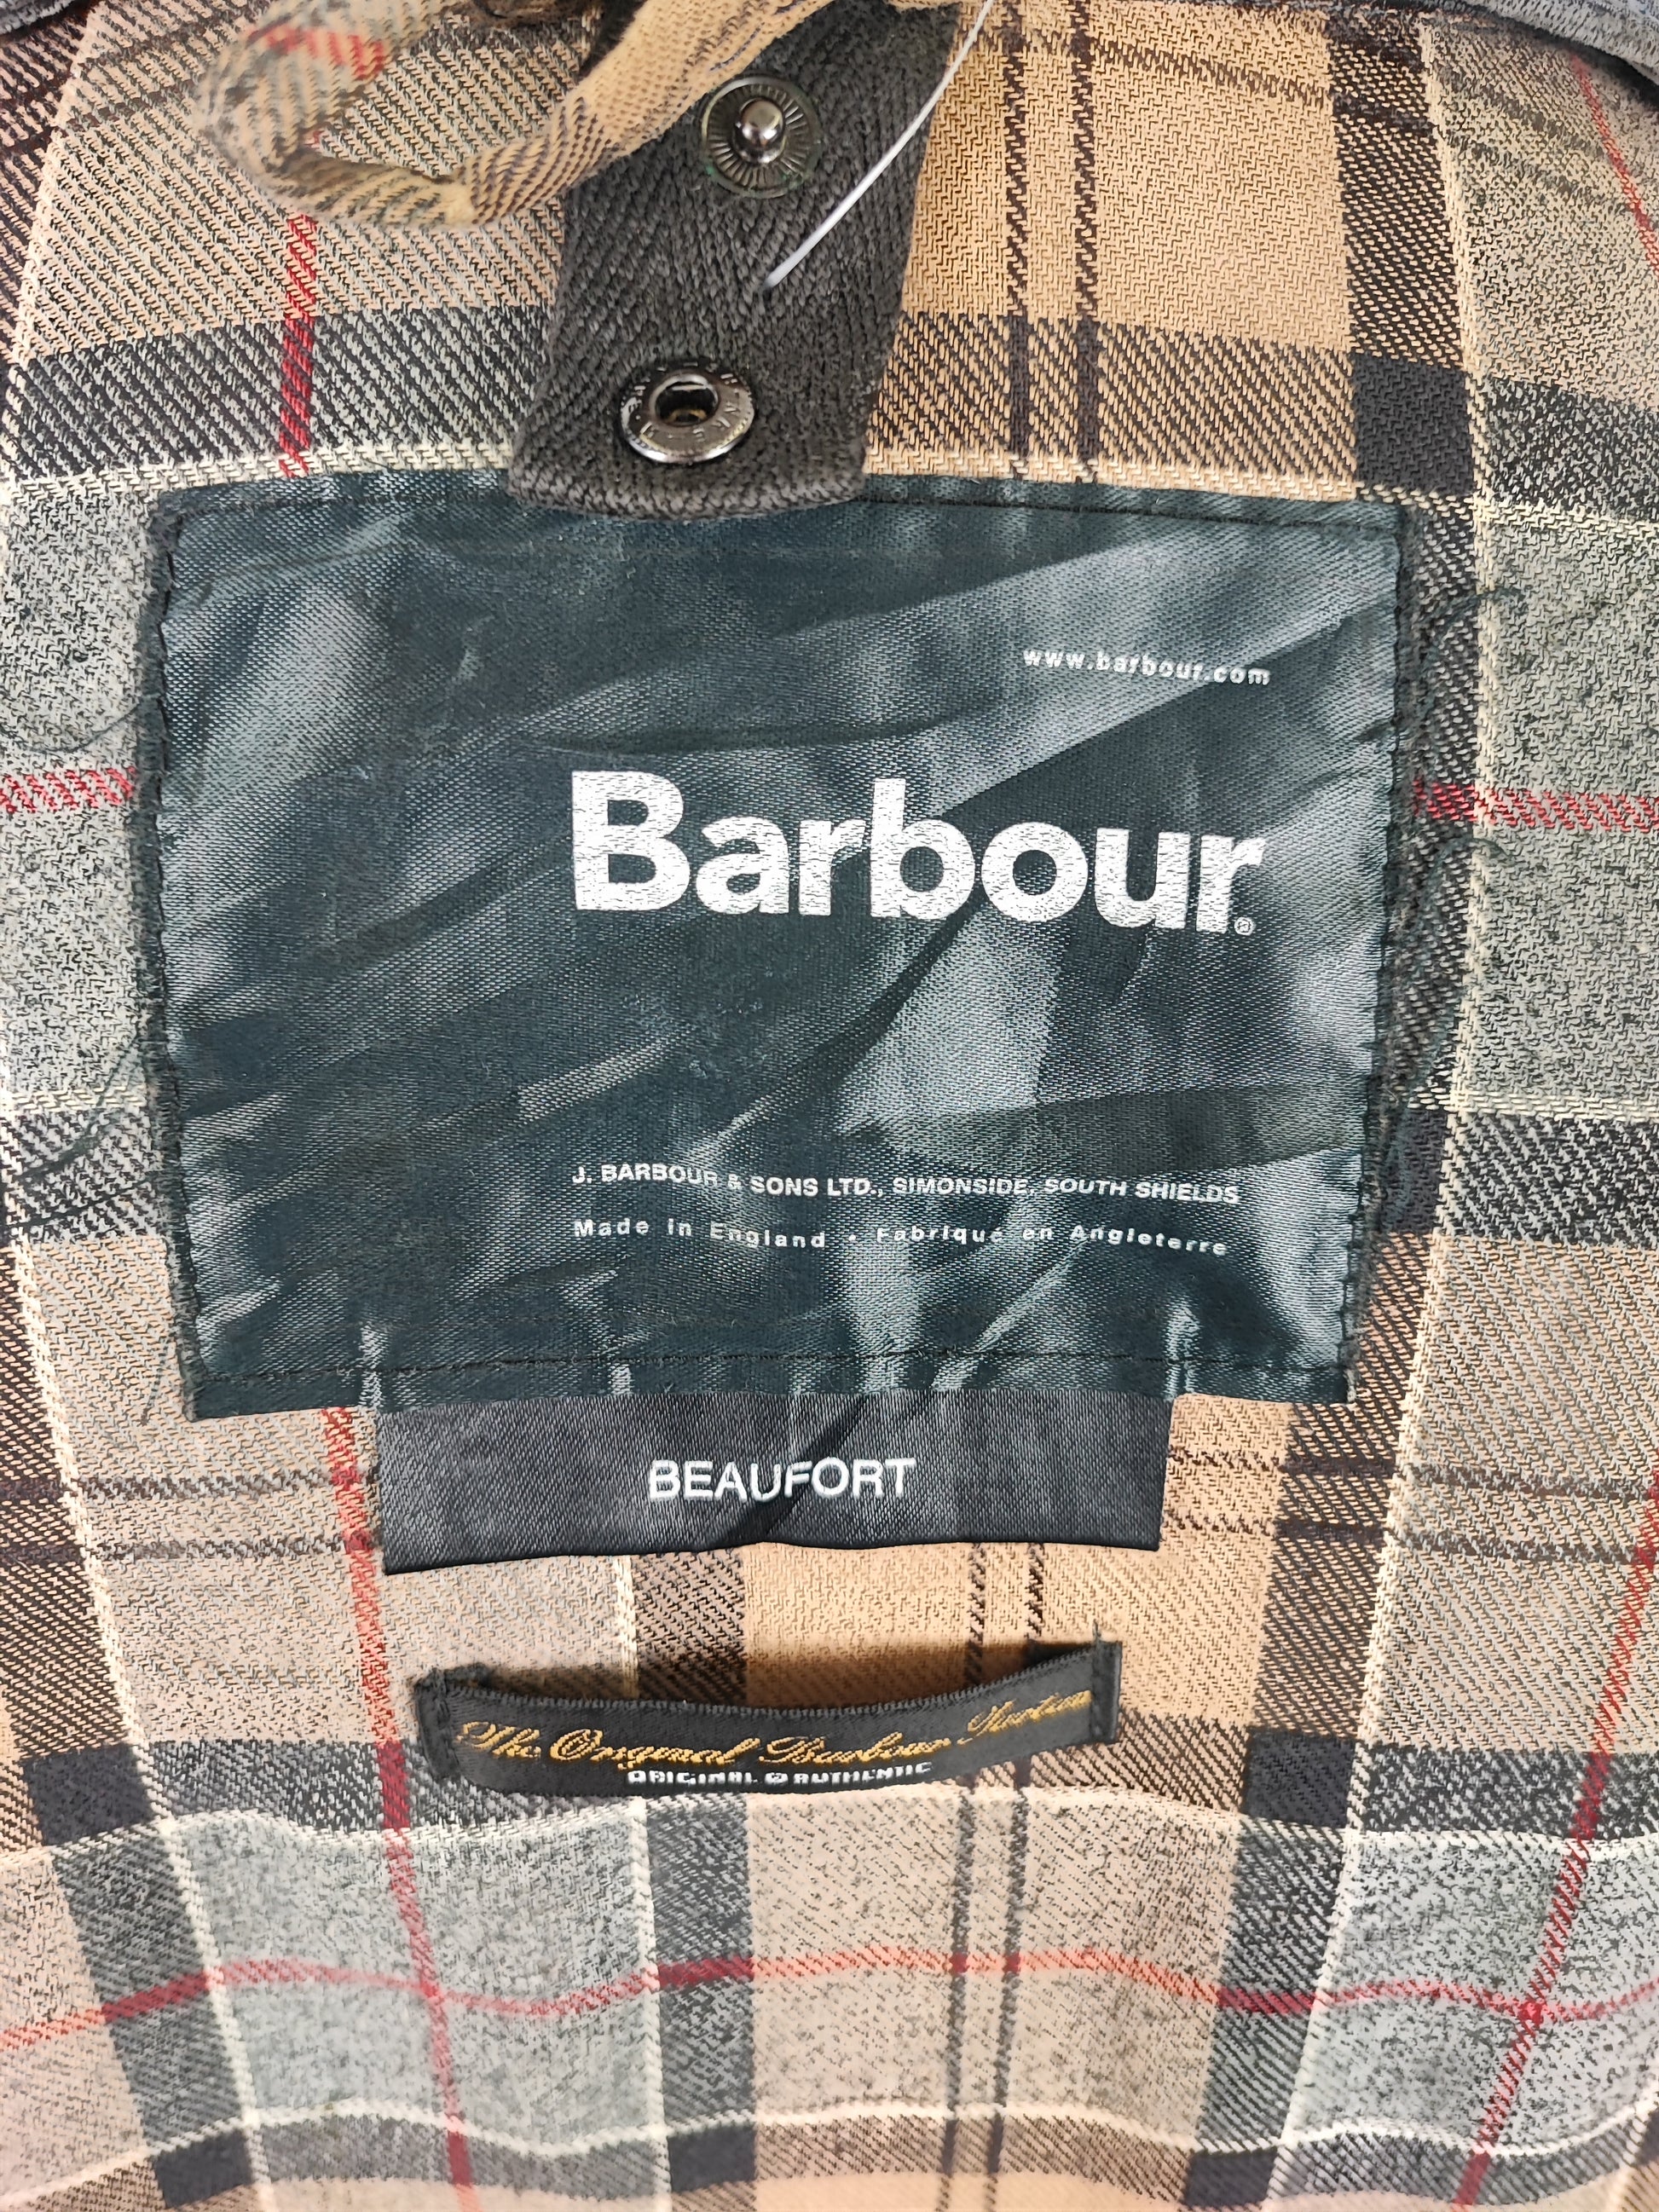 www.barbour.com
Barbour®
J. BARBOUR & SONS LTD., SIMONSIDE, SOUTH SHIELDS
Made in England • Fabriqué en Angleterre
BEAUFORT
The Original Barbour Tartan
ORIGINAL & AUTHENTIC